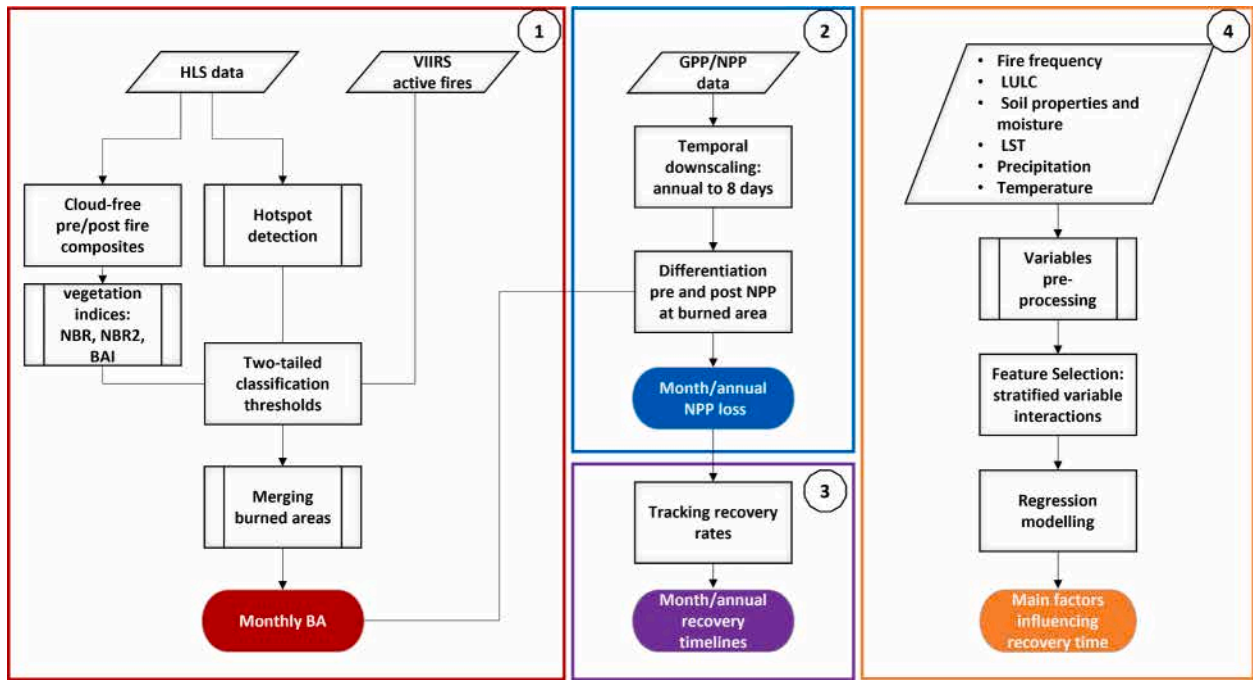 1
HLS data
VIIRS
active fires
Cloud-free
pre/post fire
composites
Hotspot
detection
vegetation
indices:
NBR, NBR2,
BAI
Two-tailed
classification
thresholds
Merging
burned areas
Monthly BA
2
GPP/NPP
data
Temporal
downscaling:
annual to 8 days
Differentiation
pre and post NPP
at burned area
Month/annual
NPP loss
3
Tracking recovery
rates
Month/annual
recovery
timelines
4
• Fire frequency
• LULC
• Soil properties and
moisture
• LST
• Precipitation
• Temperature
Variables
pre-
processing
Feature Selection:
stratified variable
interactions
Regression
modelling
Main factors
influencing
recovery time